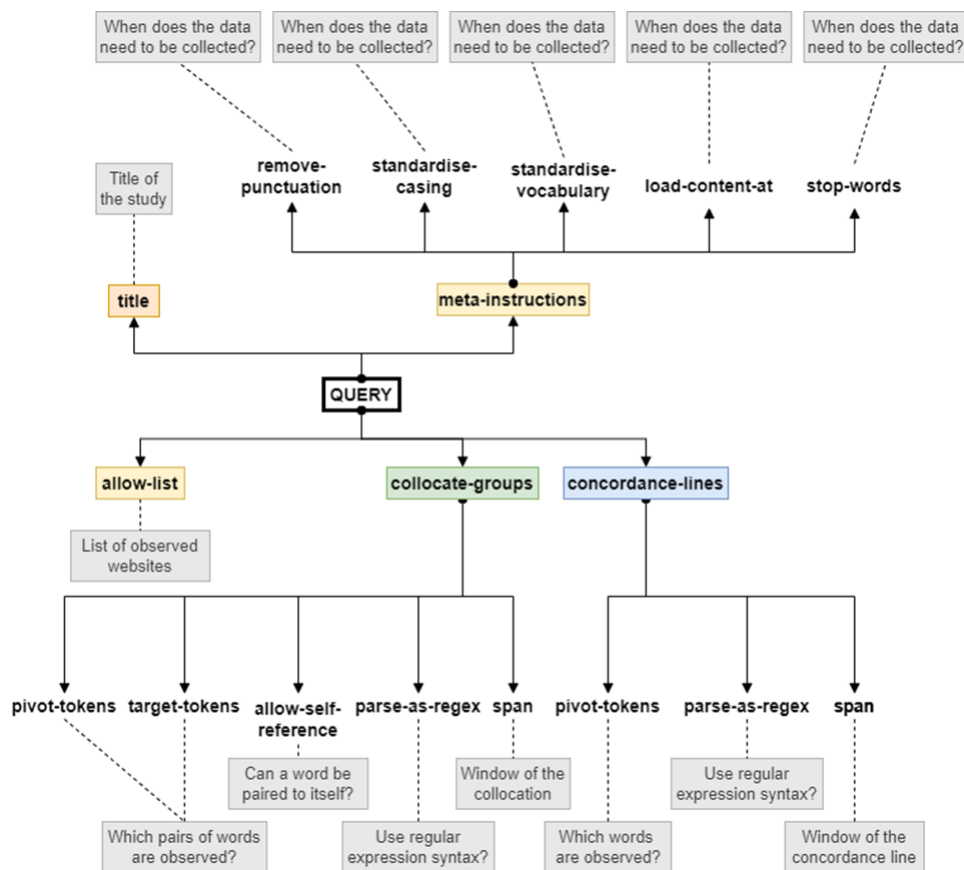 When does the data
need to be collected?
When does the data
need to be collected?
When does the data
need to be collected?
When does the data
need to be collected?
When does the data
need to be collected?
remove-
punctuation
standardise-
casing
standardise-
vocabulary
load-content-at
stop-words
Title of
the study
title
meta-instructions
QUERY
allow-list
collocate-groups
concordance-lines
List of observed
websites
pivot-tokens
target-tokens
allow-self-
reference
parse-as-regex
span
pivot-tokens
parse-as-regex
span
Can a word be
paired to itself?
Window of the
collocation
Use regular
expression syntax?
Which pairs of words
are observed?
Use regular
expression syntax?
Which words
are observed?
Window of the
concordance line